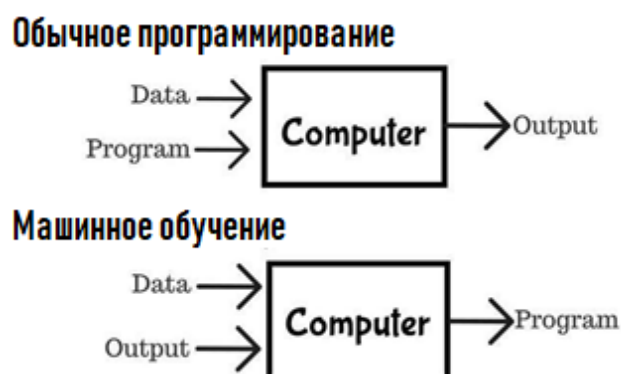 Обычное программирование
Data
Computer
Output
Program
Машинное обучение
Data
Computer
Program
Output